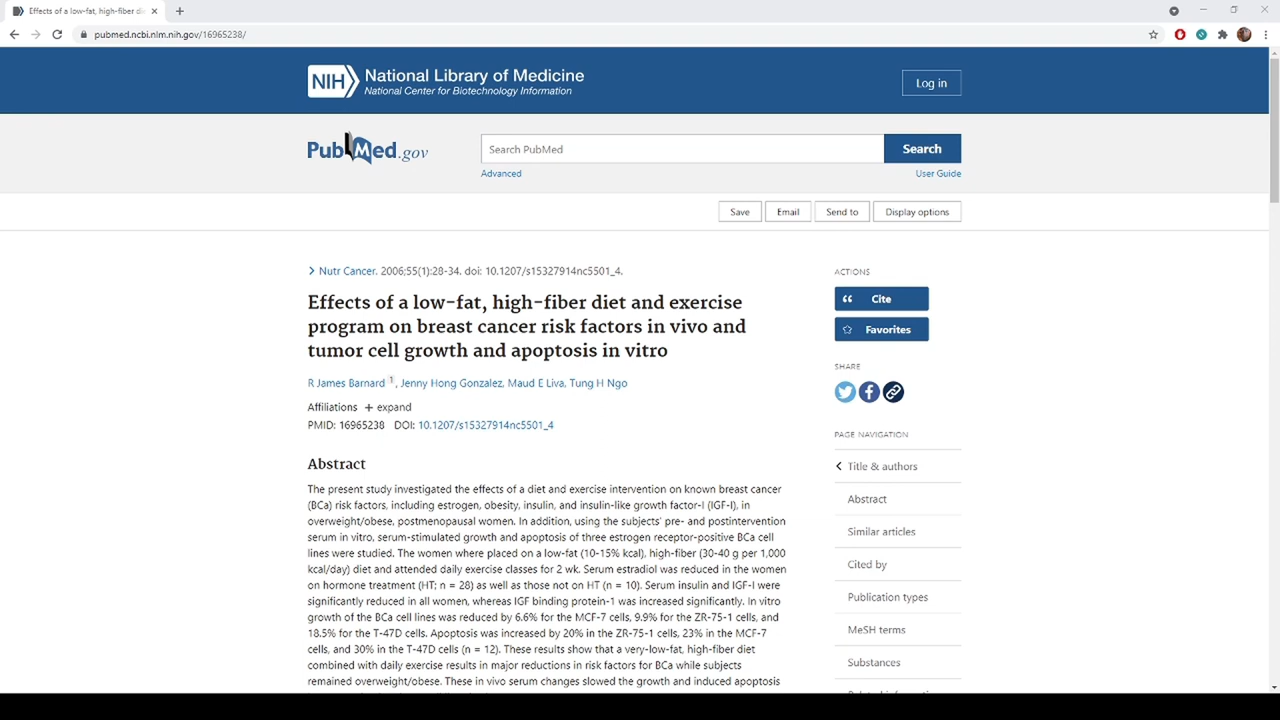 Effects of a low-fat, high-fiber di
pubmed.ncbi.nlm.nih.gov/16965238/
NIH National Library of Medicine
National Center for Biotechnology Information
Log in
PubMed.gov
Search PubMed
Search
Advanced
User Guide
Save
Email
Send to
Display options
Nutr Cancer. 2006;55(1):28-34. doi: 10.1207/s15327914nc5501_4.
Effects of a low-fat, high-fiber diet and exercise
program on breast cancer risk factors in vivo and
tumor cell growth and apoptosis in vitro
R James Barnard 1, Jenny Hong Gonzalez, Maud E Liva, Tung H Ngo
Affiliations + expand
PMID: 16965238 DOI: 10.1207/s15327914nc5501_4
Abstract
The present study investigated the effects of a diet and exercise intervention on known breast cancer
(BCa) risk factors, including estrogen, obesity, insulin, and insulin-like growth factor-I (IGF-I), in
overweight/obese, postmenopausal women. In addition, using the subjects' pre- and postintervention
serum in vitro, serum-stimulated growth and apoptosis of three estrogen receptor-positive BCa cell
lines were studied. The women where placed on a low-fat (10-15% kcal), high-fiber (30-40 g per 1,000
kcal/day) diet and attended daily exercise classes for 2 wk. Serum estradiol was reduced in the women
on hormone treatment (HT; n = 28) as well as those not on HT (n = 10). Serum insulin and IGF-I were
significantly reduced in all women, whereas IGF binding protein-1 was increased significantly. In vitro
growth of the BCa cell lines was reduced by 6.6% for the MCF-7 cells, 9.9% for the ZR-75-1 cells, and
18.5% for the T-47D cells. Apoptosis was increased by 20% in the ZR-75-1 cells, 23% in the MCF-7
cells, and 30% in the T-47D cells (n = 12). These results show that a very-low-fat, high-fiber diet
combined with daily exercise results in major reductions in risk factors for BCa while subjects
remained overweight/obese. These in vivo serum changes slowed the growth and induced apoptosis
ACTIONS
Cite
Favorites
SHARE
PAGE NAVIGATION
Title & authors
Abstract
Similar articles
Cited by
Publication types
MeSH terms
Substances